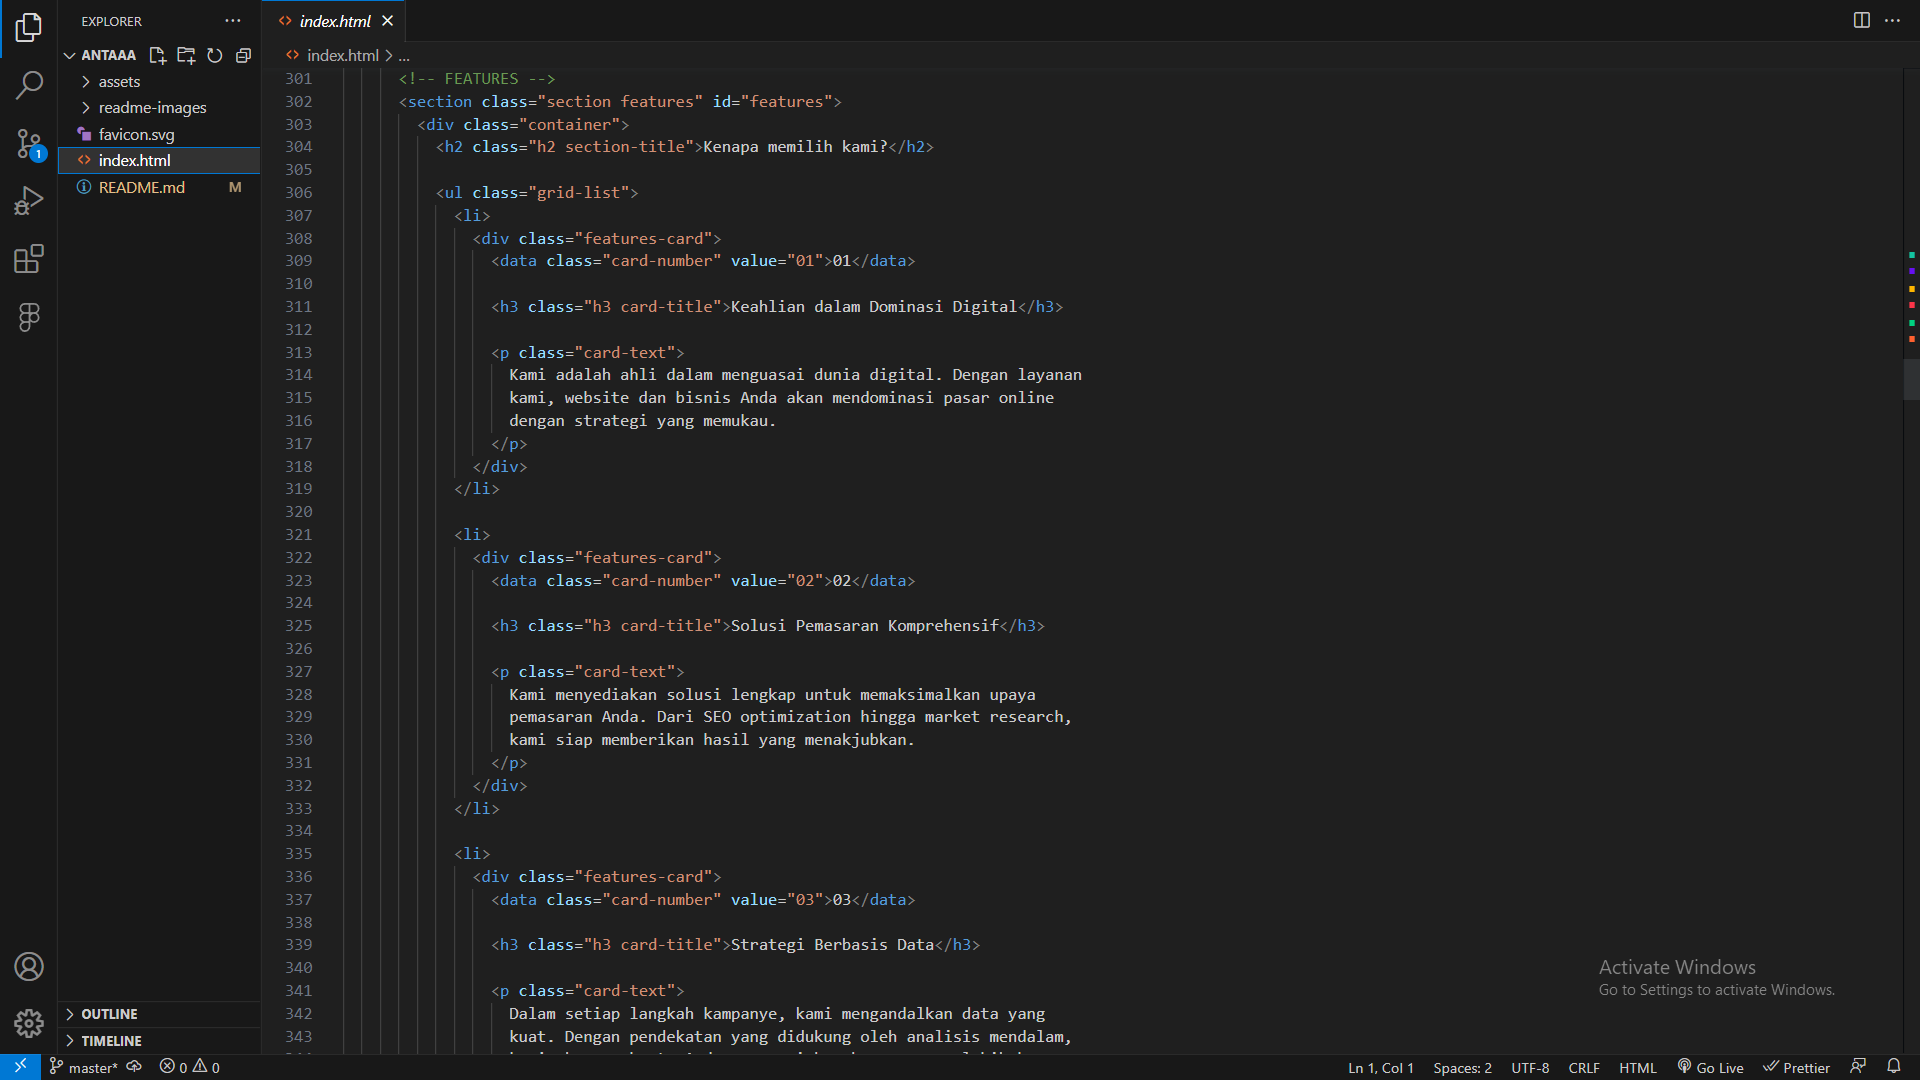 EXPLORER
index.html
ANTAAA
index.html > ...
assets
readme-images
favicon.svg
index.html
README.md M
1
301 <!-- FEATURES -->
302 <section class="section features" id="features">
303 <div class="container">
304 <h2 class="h2 section-title">Kenapa memilih kami?</h2>
305
306 <ul class="grid-list">
307 <li>
308 <div class="features-card">
309 <data class="card-number" value="01">01</data>
310
311 <h3 class="h3 card-title">Keahlian dalam Dominasi Digital</h3>
312
313 <p class="card-text">
314 Kami adalah ahli dalam menguasai dunia digital. Dengan layanan
315 kami, website dan bisnis Anda akan mendominasi pasar online
316 dengan strategi yang memukau.
317 </p>
318 </div>
319 </li>
320
321 <li>
322 <div class="features-card">
323 <data class="card-number" value="02">02</data>
324
325 <h3 class="h3 card-title">Solusi Pemasaran Komprehensif</h3>
326
327 <p class="card-text">
328 Kami menyediakan solusi lengkap untuk memaksimalkan upaya
329 pemasaran Anda. Dari SEO optimization hingga market research,
330 kami siap memberikan hasil yang menakjubkan.
331 </p>
332 </div>
333 </li>
334
335 <li>
336 <div class="features-card">
337 <data class="card-number" value="03">03</data>
338
339 <h3 class="h3 card-title">Strategi Berbasis Data</h3>
340
341 <p class="card-text">
342 Dalam setiap langkah kampanye, kami mengandalkan data yang
343 kuat. Dengan pendekatan yang didukung oleh analisis mendalam,
Activate Windows
Go to Settings to activate Windows.
OUTLINE
TIMELINE
master* 0 0 Ln 1, Col 1 Spaces: 2 UTF-8 CRLF HTML Go Live Prettier